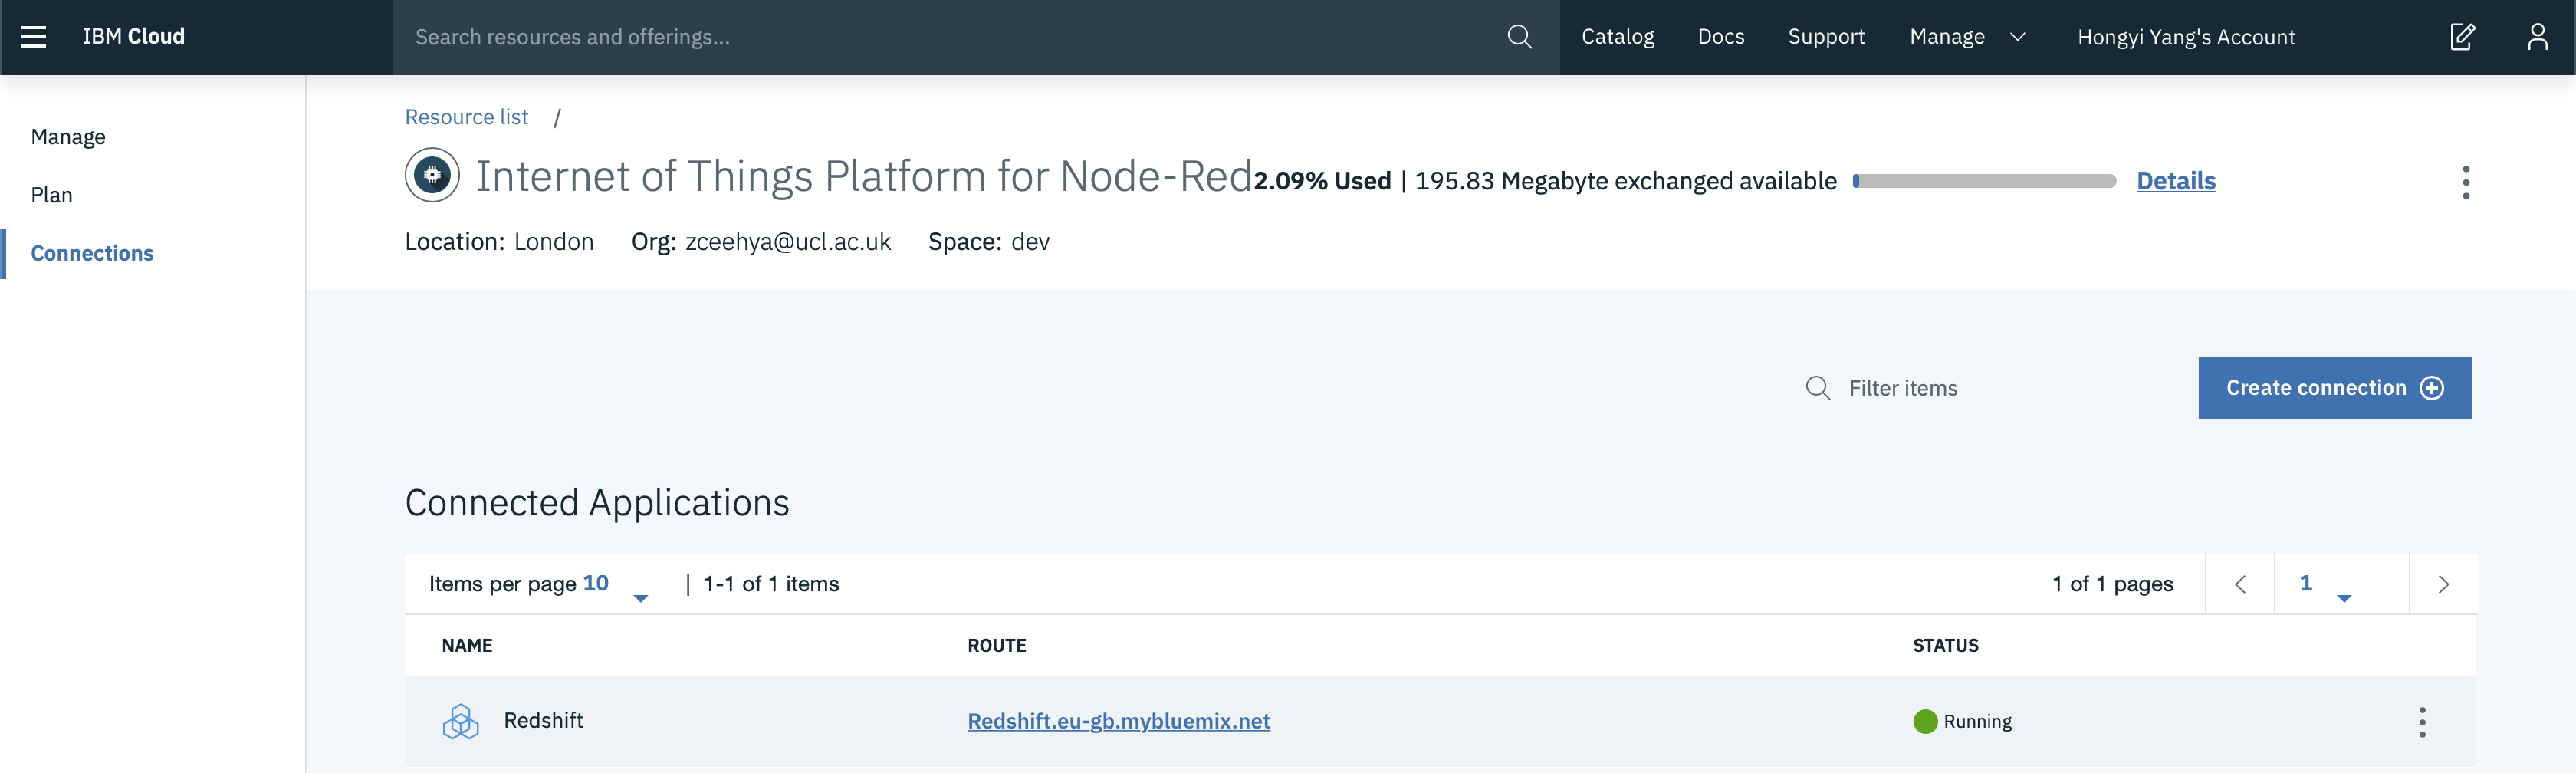 IBM Cloud
Search resources and offerings...
Catalog Docs Support Manage Hongyi Yang's Account
Manage
Plan
Connections
Resource list /
Internet of Things Platform for Node-Red 2.09% Used | 195.83 Megabyte exchanged available Details
Location: London Org: zceehya@ucl.ac.uk Space: dev
Filter items
Create connection
Connected Applications
Items per page 10 | 1-1 of 1 items 1 of 1 pages 1
NAME ROUTE STATUS
Redshift Redshift.eu-gb.mybluemix.net Running